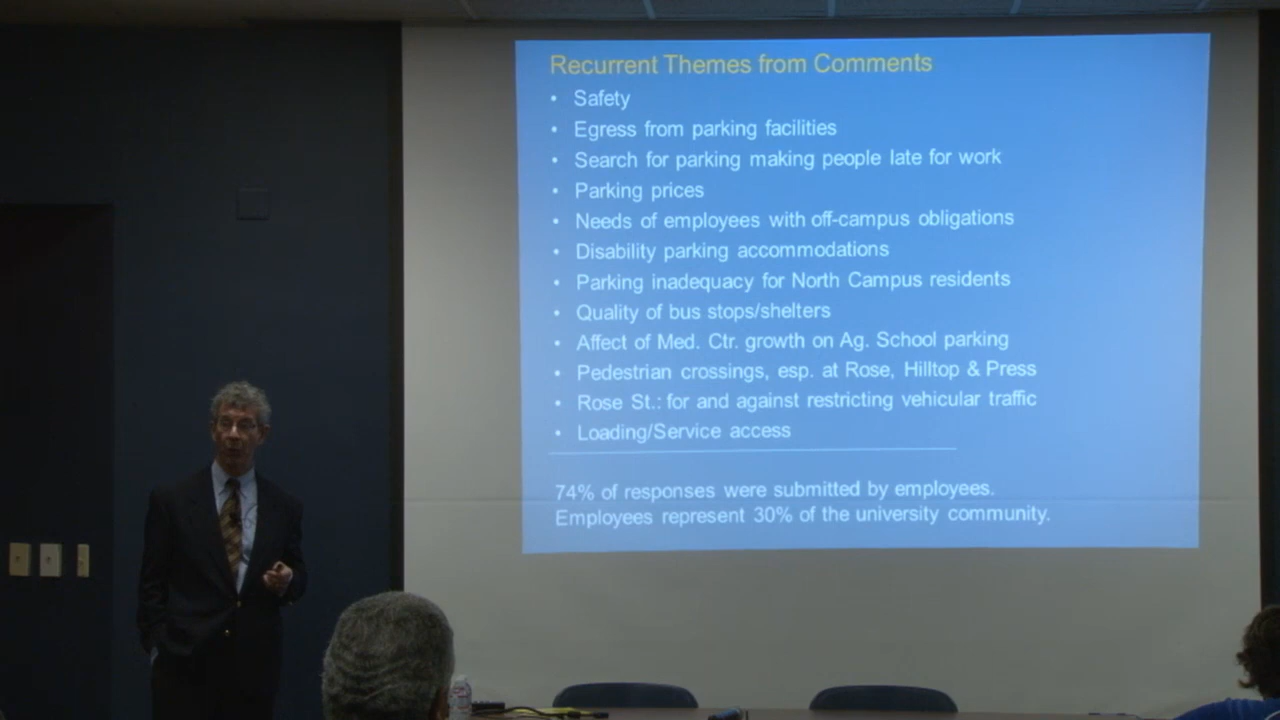 Recurrent Themes from Comments
• Safety
• Egress from parking facilities
• Search for parking making people late for work
• Parking prices
• Needs of employees with off-campus obligations
• Disability parking accommodations
• Parking inadequacy for North Campus residents
• Quality of bus stops/shelters
• Affect of Med. Ctr. growth on Ag. School parking
• Pedestrian crossings, esp. at Rose, Hilltop & Press
• Rose St.: for and against restricting vehicular traffic
• Loading/Service access
74% of responses were submitted by employees.
Employees represent 30% of the university community.